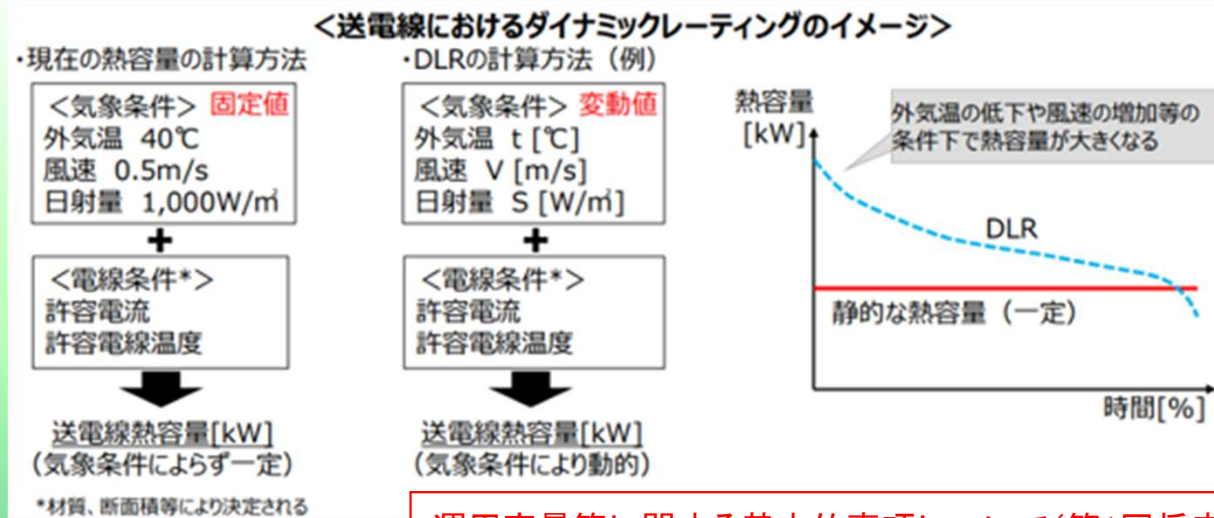 <送電線におけるダイナミックレーティングのイメージ>
・現在の熱容量の計算方法
<気象条件> 固定値
外気温 40℃
風速 0.5m/s
日射量 1,000W/㎡
+
<電線条件*>
許容電流
許容電線温度
送電線熱容量[kW]
(気象条件によらず一定)
*材質、断面積等により決定される
・DLRの計算方法（例）
<気象条件> 変動値
外気温 t [℃]
風速 V [m/s]
日射量 S [W/㎡]
+
<電線条件*>
許容電流
許容電線温度
送電線熱容量[kW]
(気象条件により動的)
熱容量
[kW]
外気温の低下や風速の増加等の
条件下で熱容量が大きくなる
DLR
静的な熱容量（一定）
時間[%]